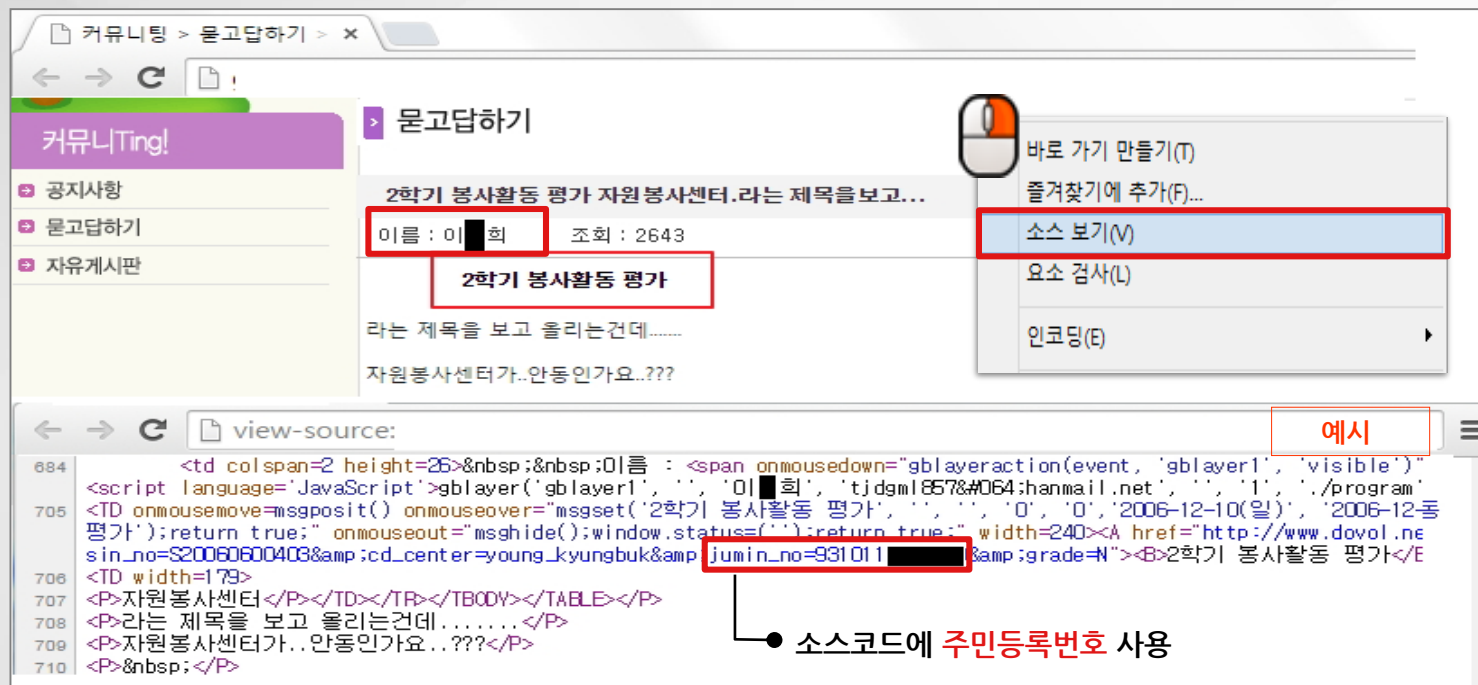 커뮤니팅 > 묻고답하기 >
커뮤니Ting!
공지사항
묻고답하기
자유게시판
묻고답하기
2학기 봉사활동 평가 자원봉사센터.라는 제목을보고...
이름 : 이 희 조회 : 2643
2학기 봉사활동 평가
라는 제목을 보고 올리는건데.......
자원봉사센터가..안동인가요..???
바로 가기 만들기(T)
즐겨찾기에 추가(F)...
소스 보기(V)
요소 검사(L)
인코딩(E)
view-source:
예시
684 <td colspan=2 height=26>&nbsp;&nbsp;이름 : <span onmousedown="gblayeraction(event, 'gblayer1', 'visible')"
<script language='JavaScript'>gblayer('gblayer1', '', '이 희', 'tjdgml857&#064;hanmail.net', '', '1', './program'
705 <TD onmousemove=msgposit() onmouseover="msgset('2학기 봉사활동 평가', '', '', '0', '0','2006-12-10(일)', '2006-12-동
평가');return true;" onmouseout="msghide();window.status=('');return true;" width=240><A href="http://www.dovol.ne
sin_no=S20060600403&amp;cd_center=young_kyungbuk&amp;jumin_no=931011 &amp;grade=N"><B>2학기 봉사활동 평가</B
706 <TD width=179>
707 <P>자원봉사센터</P></TD></TR></TBODY></TABLE></P>
708 <P>라는 제목을 보고 올리는건데.......</P>
709 <P>자원봉사센터가..안동인가요..???</P>
710 <P>&nbsp;</P>
소스코드에 주민등록번호 사용